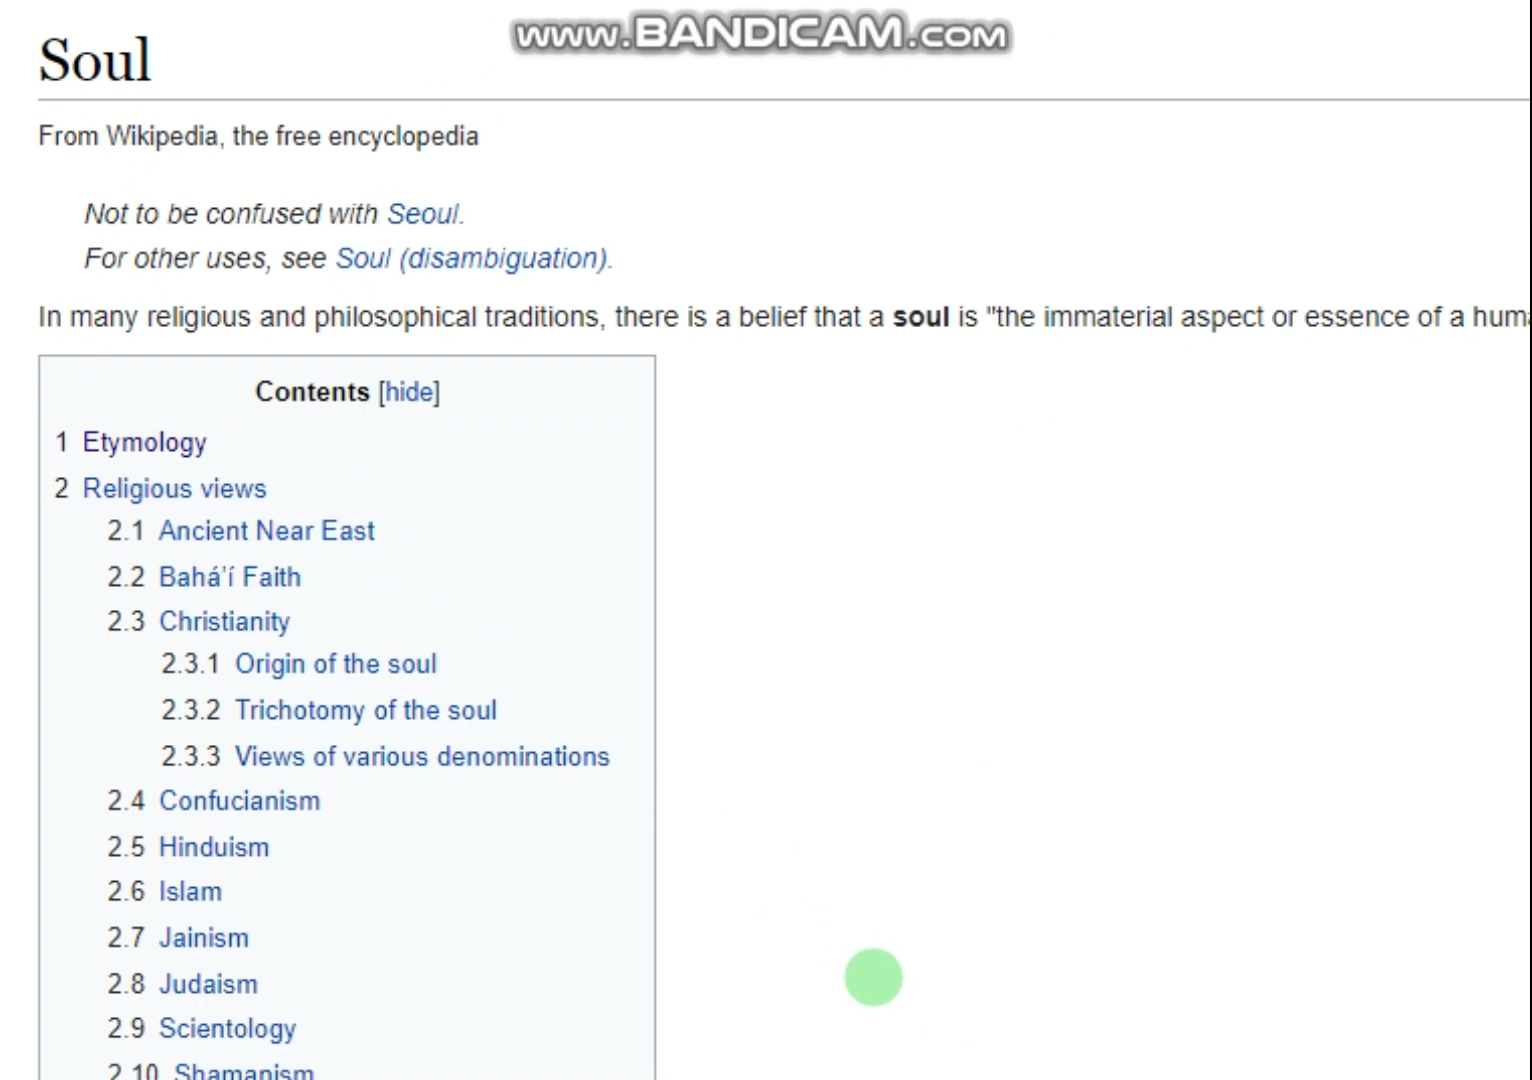 www.BANDICAM.COM
Soul
From Wikipedia, the free encyclopedia
Not to be confused with Seoul.
For other uses, see Soul (disambiguation).
In many religious and philosophical traditions, there is a belief that a soul is "the immaterial aspect or essence of a
Contents [hide]
1 Etymology
2 Religious views
2.1 Ancient Near East
2.2 Bahá'í Faith
2.3 Christianity
2.3.1 Origin of the soul
2.3.2 Trichotomy of the soul
2.3.3 Views of various denominations
2.4 Confucianism
2.5 Hinduism
2.6 Islam
2.7 Jainism
2.8 Judaism
2.9 Scientology
2.10 Shamanism